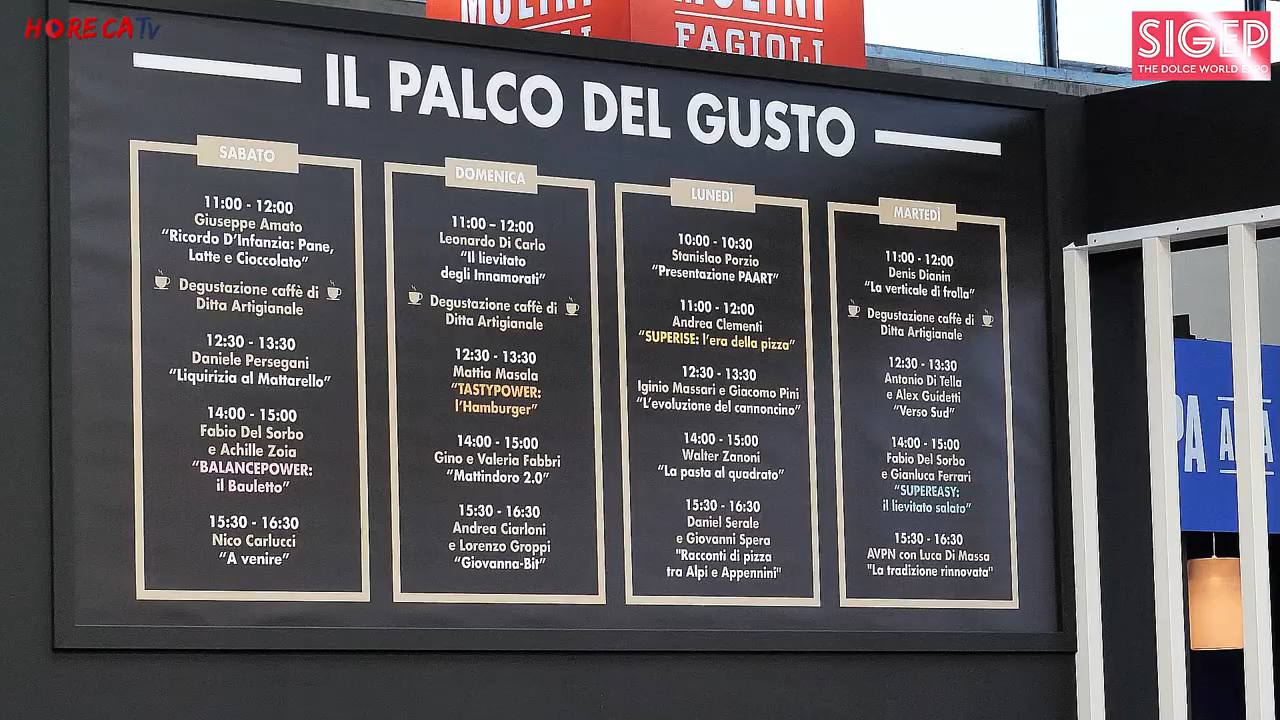 HORECATv
MULINI
FAGIOLI
SIGEP
THE DOLCE WORLD EXPO
IL PALCO DEL GUSTO
SABATO
11:00 - 12:00
Giuseppe Amato
“Ricordo D’Infanzia: Pane,
Latte e Cioccolato”
Degustazione caffè di
Ditta Artigianale
12:30 - 13:30
Daniele Persegani
“Liquirizia al Mattarello”
14:00 - 15:00
Fabio Del Sorbo
e Achille Zoia
“BALANCEPOWER:
il Bauletto”
15:30 - 16:30
Nico Carlucci
“A venire”
DOMENICA
11:00 – 12:00
Leonardo Di Carlo
“Il lievitato
degli Innamorati”
Degustazione caffè di
Ditta Artigianale
12:30 - 13:30
Mattia Masala
“TASTYPOWER:
l’Hamburger”
14:00 - 15:00
Gino e Valeria Fabbri
“Mattindoro 2.0”
15:30 - 16:30
Andrea Ciarloni
e Lorenzo Groppi
“Giovanna-Bit”
LUNEDÌ
10:00 - 10:30
Stanislao Porzio
“Presentazione PAART”
11:00 - 12:00
Andrea Clementi
“SUPERISE: l’era della pizza”
12:30 - 13:30
Iginio Massari e Giacomo Pini
“L’evoluzione del cannoncino”
14:00 - 15:00
Walter Zanoni
“La pasta al quadrato”
15:30 - 16:30
Daniel Serale
e Giovanni Spera
"Racconti di pizza
tra Alpi e Appennini"
MARTEDÌ
11:00 - 12:00
Denis Dianin
“La verticale di frolla”
Degustazione caffè di
Ditta Artigianale
12:30 - 13:30
Antonio Di Tella
e Alex Guidetti
“Verso Sud”
14:00 - 15:00
Fabio Del Sorbo
e Gianluca Ferrari
“SUPEREASY:
il lievitato salato”
15:30 - 16:30
AVPN con Luca Di Massa
"La tradizione rinnovata"